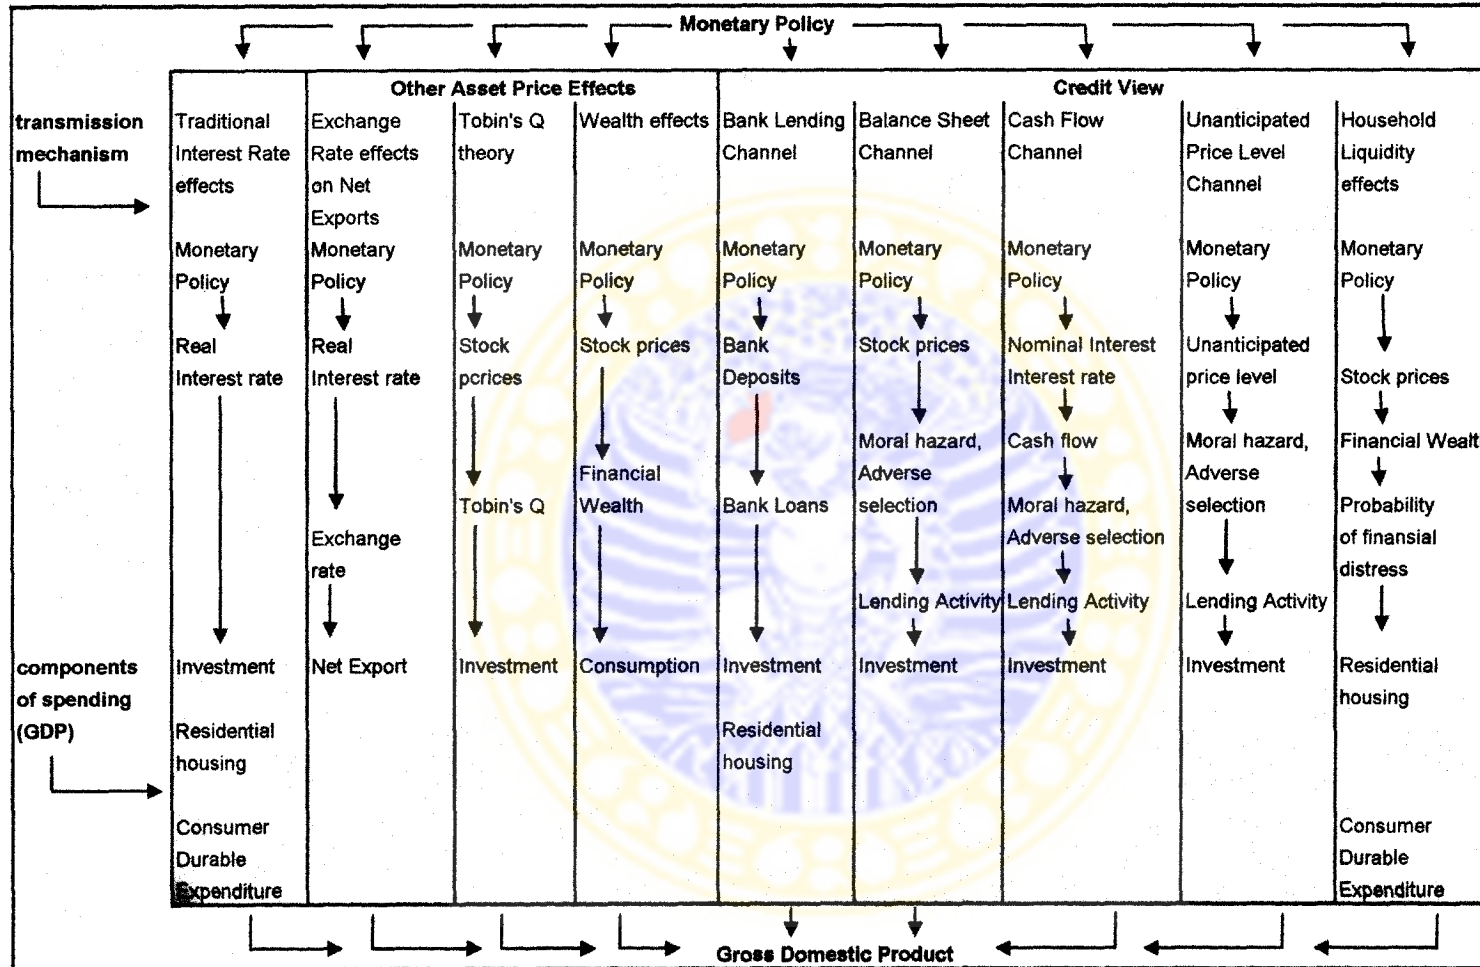 Monetary Policy
Other Asset Price Effects
Credit View
transmission
mechanism
Traditional
Interest Rate
effects
Monetary
Policy
Real
Interest rate
Investment
Residential
housing
Consumer
Durable
Expenditure
Exchange
Rate effects
on Net
Exports
Monetary
Policy
Real
Interest rate
Exchange
rate
Net Export
Tobin's Q
theory
Monetary
Policy
Stock
pcrices
Tobin's Q
Investment
Wealth effects
Monetary
Policy
Stock prices
Financial
Wealth
Consumption
Bank Lending
Channel
Monetary
Policy
Bank
Deposits
Bank Loans
Investment
Residential
housing
Balance Sheet
Channel
Monetary
Policy
Stock prices
Moral hazard,
Adverse
selection
Lending Activity
Investment
Cash Flow
Channel
Monetary
Policy
Nominal Interest
Interest rate
Cash flow
Moral hazard,
Adverse selection
Lending Activity
Investment
Unanticipated
Price Level
Channel
Monetary
Policy
Unanticipated
price level
Moral hazard,
Adverse
selection
Lending Activity
Investment
Household
Liquidity
effects
Monetary
Policy
Stock prices
Financial Wealt
Probability
of finansial
distress
Residential
housing
Consumer
Durable
Expenditure
components
of spending
(GDP)
Gross Domestic Product